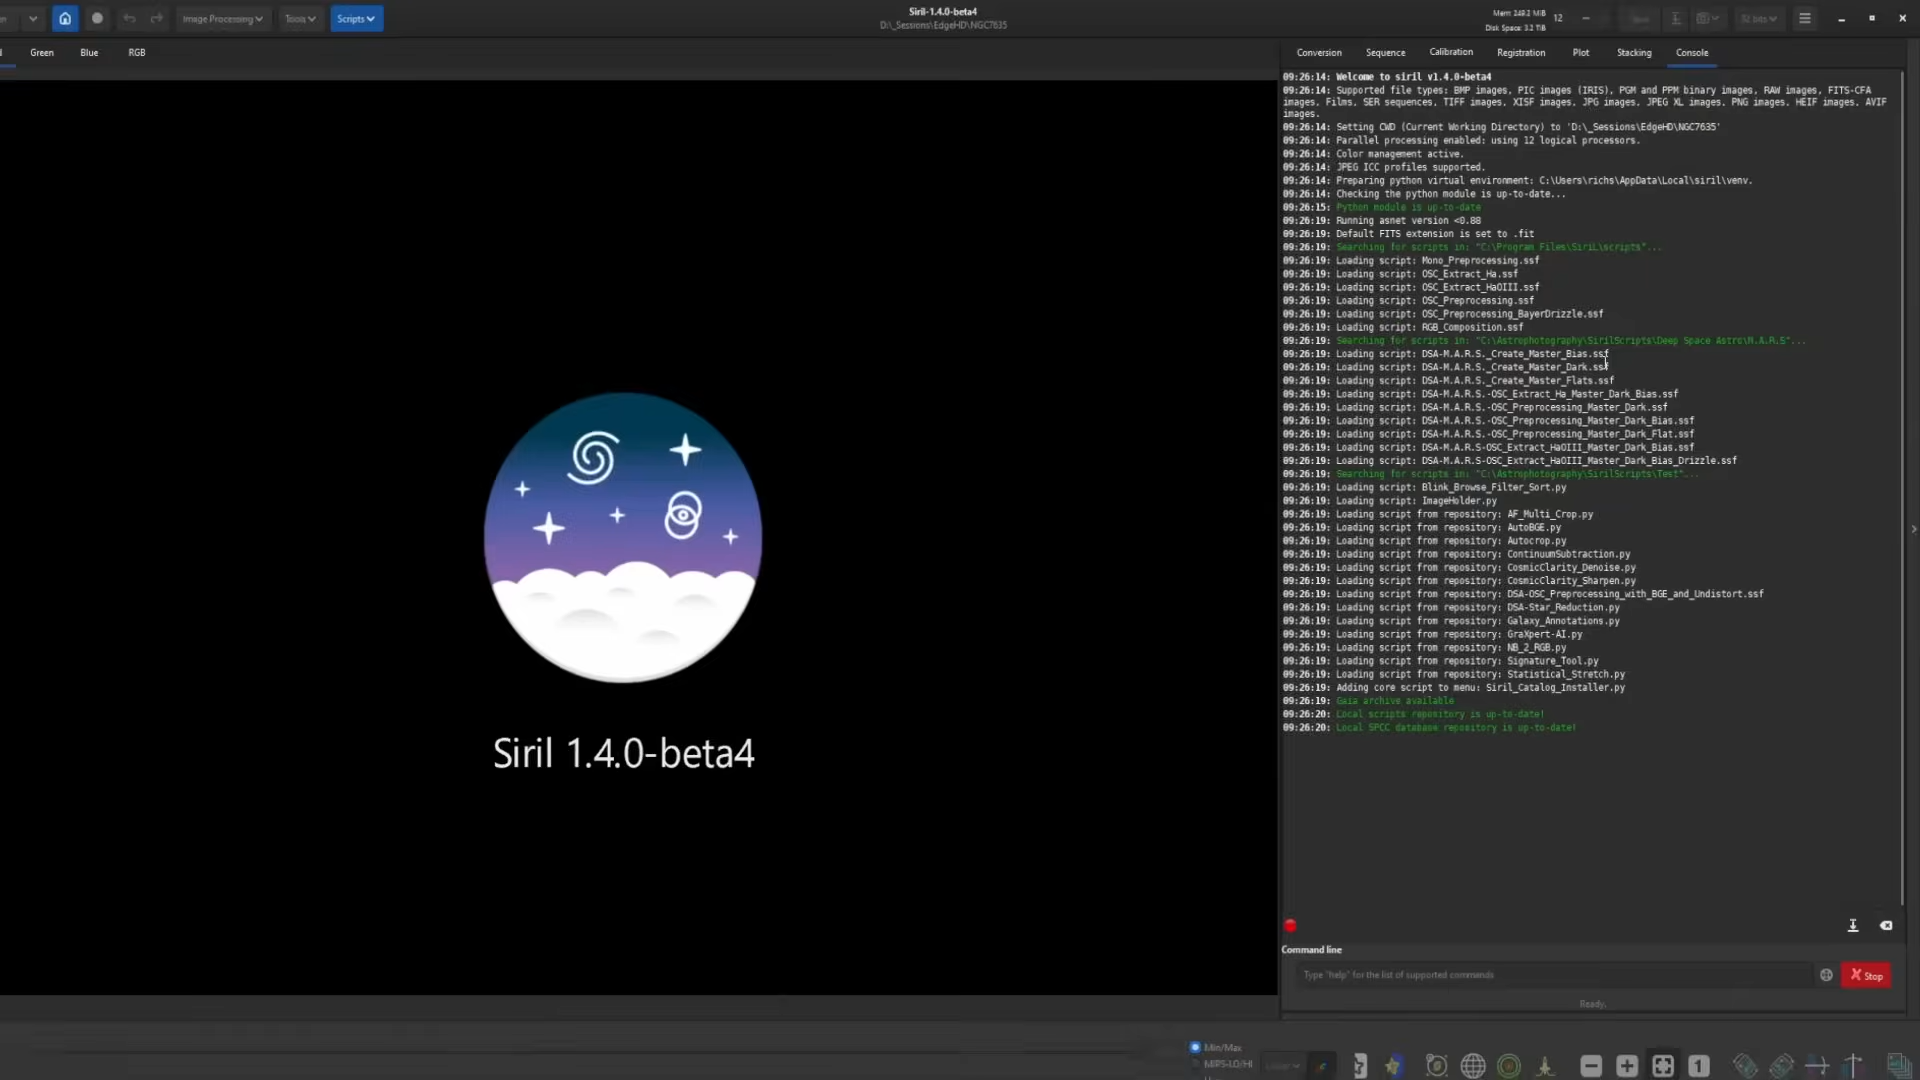 Image Processing
Tools
Scripts
Siril-1.4.0-beta4
D:\_Sessions\EdgeHD\NGC7635
Mem: 249.2 MiB
Disk Space: 3.2 TiB
12
32 bits
Green
Blue
RGB
Conversion
Sequence
Calibration
Registration
Plot
Stacking
Console
09:26:14: Welcome to siril v1.4.0-beta4
09:26:14: Supported file types: BMP images, PIC images (IRIS), PGM and PPM binary images, RAW images, FITS-CFA
images, Films, SER sequences, TIFF images, XISF images, JPG images, JPEG XL images, PNG images, HEIF images, AVIF
images.
09:26:14: Setting CWD (Current Working Directory) to 'D:\_Sessions\EdgeHD\NGC7635'
09:26:14: Parallel processing enabled: using 12 logical processors.
09:26:14: Color management active.
09:26:14: JPEG ICC profiles supported.
09:26:14: Preparing python virtual environment: C:\Users\richs\AppData\Local\siril\venv.
09:26:14: Checking the python module is up-to-date...
09:26:15: Python module is up-to-date
09:26:19: Running asnet version <0.88
09:26:19: Default FITS extension is set to .fit
09:26:19: Searching for scripts in: "C:\Program Files\SiriL\scripts"...
09:26:19: Loading script: Mono_Preprocessing.ssf
09:26:19: Loading script: OSC_Extract_Ha.ssf
09:26:19: Loading script: OSC_Extract_HaOIII.ssf
09:26:19: Loading script: OSC_Preprocessing.ssf
09:26:19: Loading script: OSC_Preprocessing_BayerDrizzle.ssf
09:26:19: Loading script: RGB_Composition.ssf
09:26:19: Searching for scripts in: "C:\Astrophotography\SirilScripts\Deep Space Astro\M.A.R.S"...
09:26:19: Loading script: DSA-M.A.R.S._Create_Master_Bias.ssf
09:26:19: Loading script: DSA-M.A.R.S._Create_Master_Dark.ssf
09:26:19: Loading script: DSA-M.A.R.S._Create_Master_Flats.ssf
09:26:19: Loading script: DSA-M.A.R.S.-OSC_Extract_Ha_Master_Dark_Bias.ssf
09:26:19: Loading script: DSA-M.A.R.S.-OSC_Preprocessing_Master_Dark.ssf
09:26:19: Loading script: DSA-M.A.R.S.-OSC_Preprocessing_Master_Dark_Bias.ssf
09:26:19: Loading script: DSA-M.A.R.S.-OSC_Preprocessing_Master_Dark_Flat.ssf
09:26:19: Loading script: DSA-M.A.R.S-OSC_Extract_HaOIII_Master_Dark_Bias.ssf
09:26:19: Loading script: DSA-M.A.R.S-OSC_Extract_HaOIII_Master_Dark_Bias_Drizzle.ssf
09:26:19: Searching for scripts in: "C:\Astrophotography\SirilScripts\Test"...
09:26:19: Loading script: Blink_Browse_Filter_Sort.py
09:26:19: Loading script: ImageHolder.py
09:26:19: Loading script from repository: AF_Multi_Crop.py
09:26:19: Loading script from repository: AutoBGE.py
09:26:19: Loading script from repository: Autocrop.py
09:26:19: Loading script from repository: ContinuumSubtraction.py
09:26:19: Loading script from repository: CosmicClarity_Denoise.py
09:26:19: Loading script from repository: CosmicClarity_Sharpen.py
09:26:19: Loading script from repository: DSA-OSC_Preprocessing_with_BGE_and_Undistort.ssf
09:26:19: Loading script from repository: DSA-Star_Reduction.py
09:26:19: Loading script from repository: Galaxy_Annotations.py
09:26:19: Loading script from repository: GraXpert-AI.py
09:26:19: Loading script from repository: NB_2_RGB.py
09:26:19: Loading script from repository: Signature_Tool.py
09:26:19: Loading script from repository: Statistical_Stretch.py
09:26:19: Adding core script to menu: Siril_Catalog_Installer.py
09:26:19: Gaia archive available
09:26:20: Local scripts repository is up-to-date!
09:26:20: Local SPCC database repository is up-to-date!
Siril 1.4.0-beta4
Command line
Type "help" for the list of supported commands
Stop
Ready.
Min/Max
MIPS-LO/HI